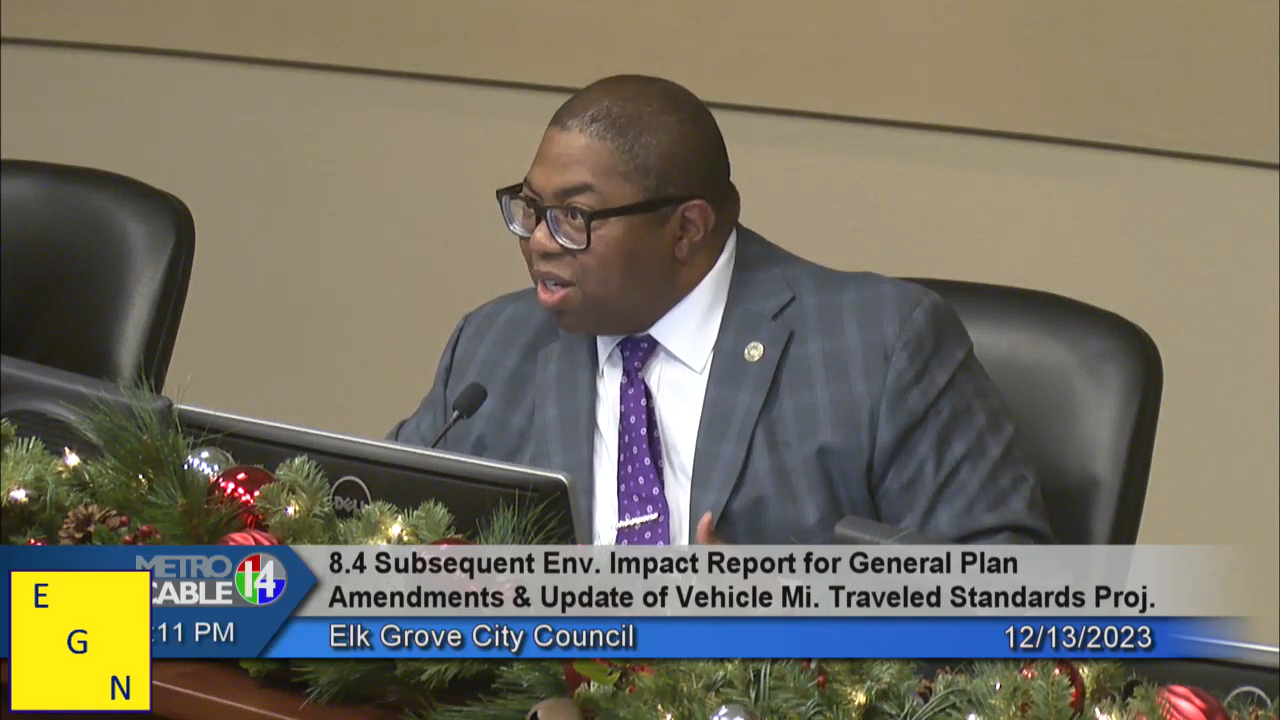 DELL
METRO
CABLE 14
8.4 Subsequent Env. Impact Report for General Plan
Amendments & Update of Vehicle Mi. Traveled Standards Proj.
:11 PM
Elk Grove City Council
12/13/2023
E
G
N